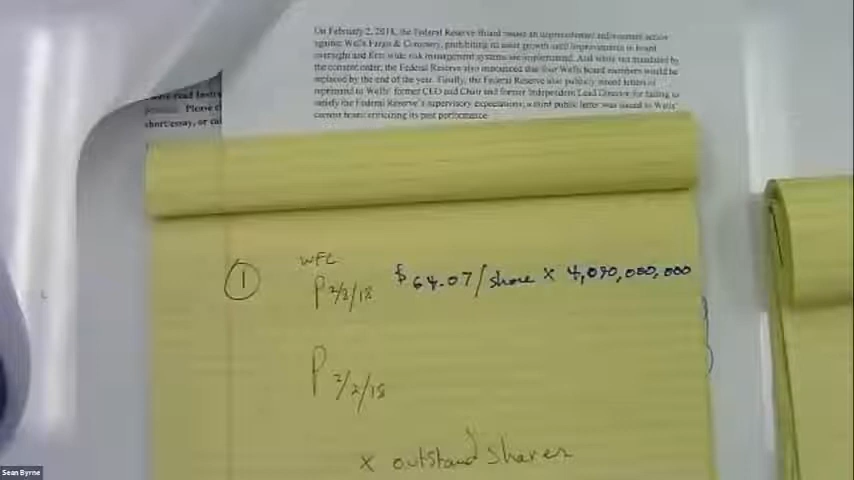 On February 2, 2018, the Federal Reserve Board issued an unprecedented enforcement action
against Wells Fargo & Company, prohibiting its asset growth until improvements in board
oversight and firm-wide risk management systems are implemented. And while not mandated by
the consent order, the Federal Reserve also announced that four Wells board members would be
replaced by the end of the year. Finally, the Federal Reserve also publicly issued letters of
reprimand to Wells' former CEO and Chair and former Independent Lead Director for failing to
satisfy the Federal Reserve's supervisory expectations; a third public letter was issued to Wells'
current board criticizing its past performance.
read
Please
short essay, or
WFC
① P 2/2/18 $64.07/share × 4,090,000,000
P 2/2/18
× outstand shares
Sean Byrne